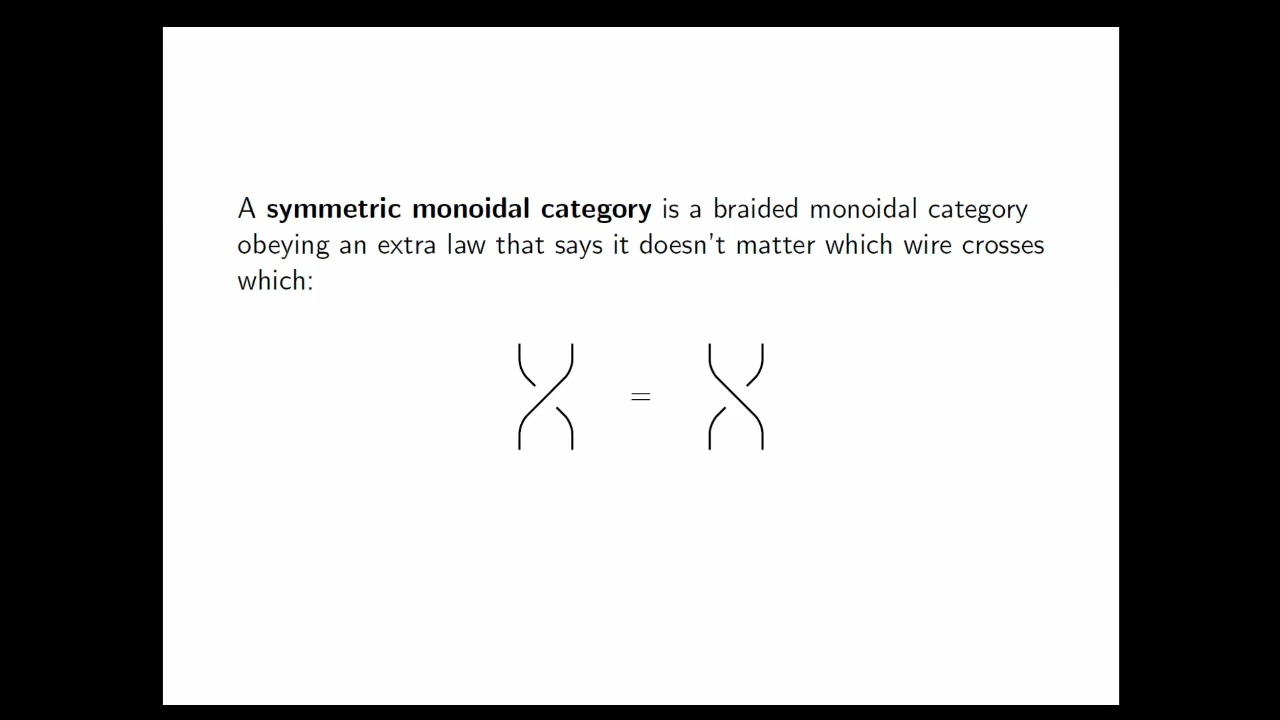 A symmetric monoidal category is a braided monoidal category
obeying an extra law that says it doesn't matter which wire crosses
which:
=